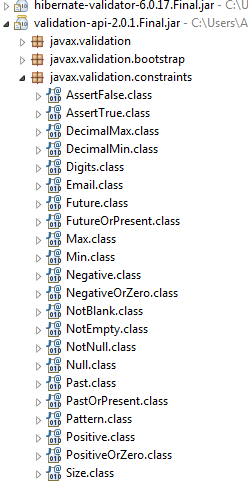 hibernate-validator-6.0.17.Final.jar - C:\U
validation-api-2.0.1.Final.jar - C:\Users\A
javax.validation
javax.validation.bootstrap
javax.validation.constraints
AssertFalse.class
AssertTrue.class
DecimalMax.class
DecimalMin.class
Digits.class
Email.class
Future.class
FutureOrPresent.class
Max.class
Min.class
Negative.class
NegativeOrZero.class
NotBlank.class
NotEmpty.class
NotNull.class
Null.class
Past.class
PastOrPresent.class
Pattern.class
Positive.class
PositiveOrZero.class
Size.class